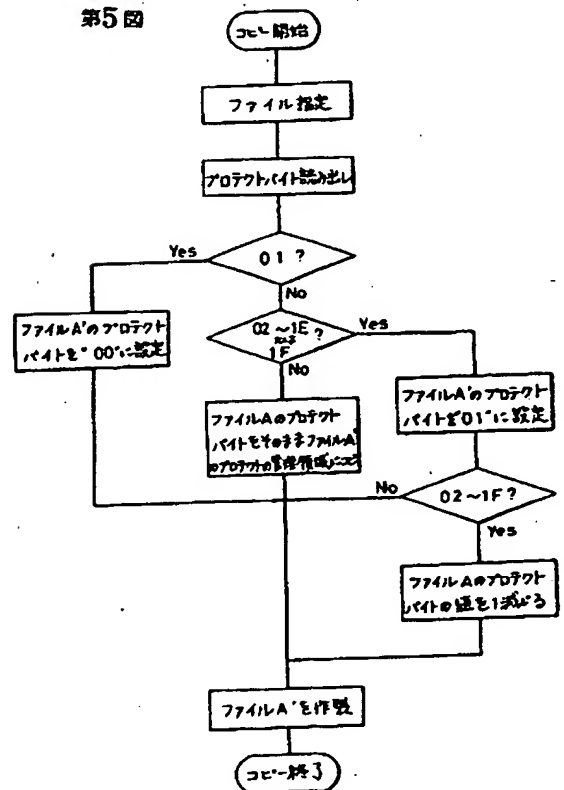 第5図
コピー開始
ファイル指定
プロテクトバイト読み出し
01?
Yes
No
ファイルA'のプロテクト
バイトを"00"に設定
02~1E
又は
1F
?
Yes
No
ファイルAのプロテクト
バイトをそのままファイルA'
のプロテクトの管理領域にコピー
ファイルA'のプロテクト
バイトを"01"に設定
02~1F?
No
Yes
ファイルAのプロテクト
バイトの値を1減じる
ファイルA'を作製
コピー終了